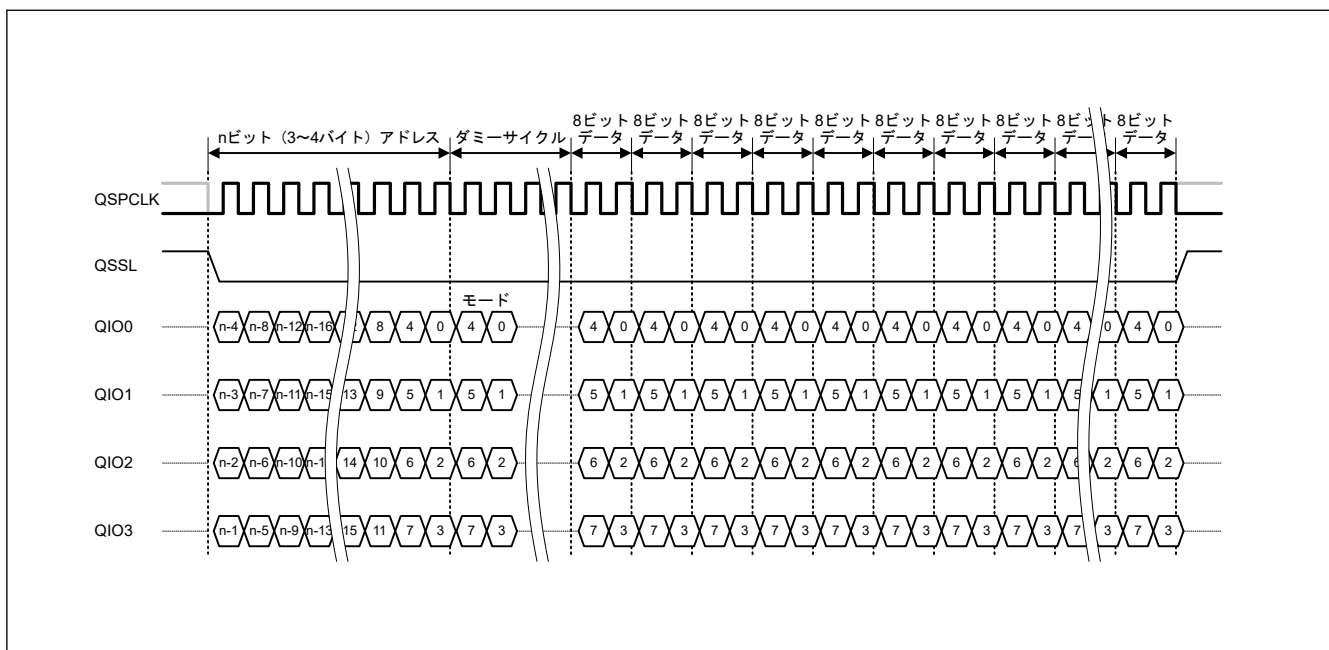 8ビット 8ビット 8ビット 8ビット 8ビット 8ビット 8ビット 8ビット 8ビット 8ビット
nビット（3～4バイト）アドレス ダミーサイクル データ データ データ データ データ データ データ データ データ データ
QSPCLK
QSSL
モード
QIO0 n-4 n-8 n-12 n-16 8 4 0 4 0 4 0 4 0 4 0 4 0 4 0 4 0 4 0 4 0 4 0 4 0
QIO1 n-3 n-7 n-11 n-15 13 9 5 1 5 1 5 1 5 1 5 1 5 1 5 1 5 1 5 1 5 1 5 1 5 1
QIO2 n-2 n-6 n-10 14 10 6 2 6 2 6 2 6 2 6 2 6 2 6 2 6 2 6 2 6 2 6 2 6 2
QIO3 n-1 n-5 n-9 n-13 15 11 7 3 7 3 7 3 7 3 7 3 7 3 7 3 7 3 7 3 7 3 7 3 7 3